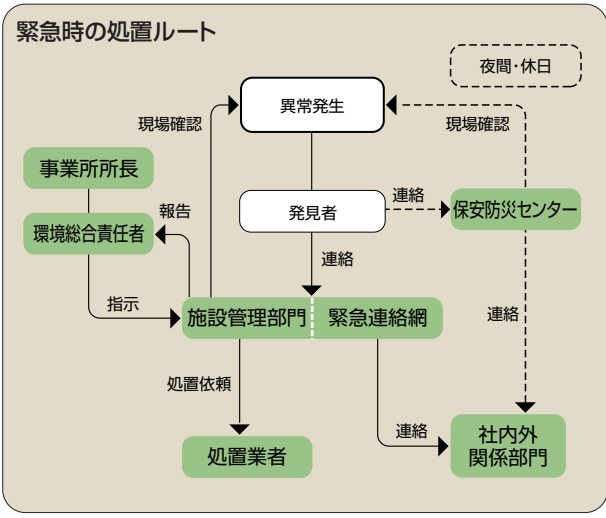 緊急時の処置ルート
夜間・休日
異常発生
現場確認
現場確認
事業所所長
発見者
連絡
保安防災センター
環境総合責任者
報告
連絡
指示
施設管理部門
緊急連絡網
連絡
処置依頼
処置業者
連絡
社内外
関係部門